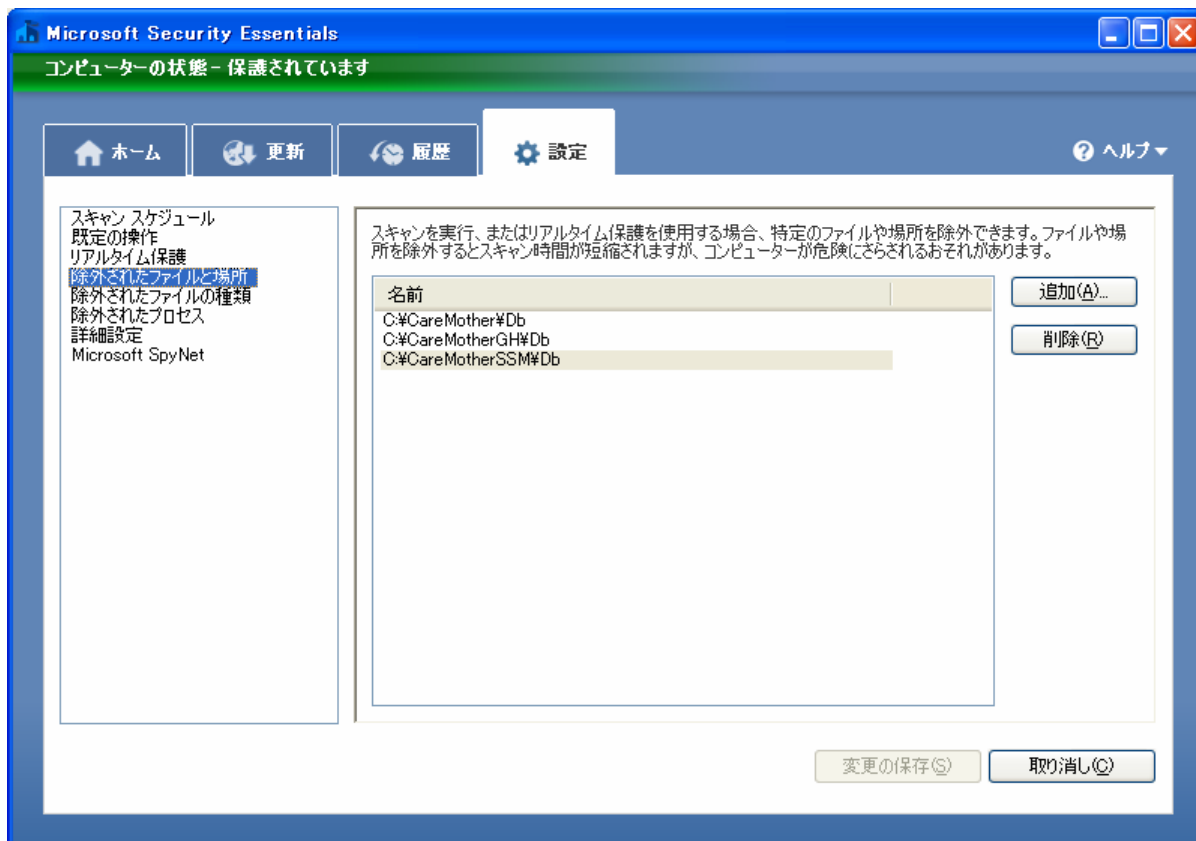 Microsoft Security Essentials
コンピューターの状態 - 保護されています
ホーム
更新
履歴
設定
ヘルプ
スキャン スケジュール
既定の操作
リアルタイム保護
除外されたファイルと場所
除外されたファイルの種類
除外されたプロセス
詳細設定
Microsoft SpyNet
スキャンを実行、またはリアルタイム保護を使用する場合、特定のファイルや場所を除外できます。ファイルや場
所を除外するとスキャン時間が短縮されますが、コンピューターが危険にさらされるおそれがあります。
名前
C:¥CareMother¥Db
C:¥CareMotherGH¥Db
C:¥CareMotherSSM¥Db
追加(A)...
削除(R)
変更の保存(S)
取り消し(C)